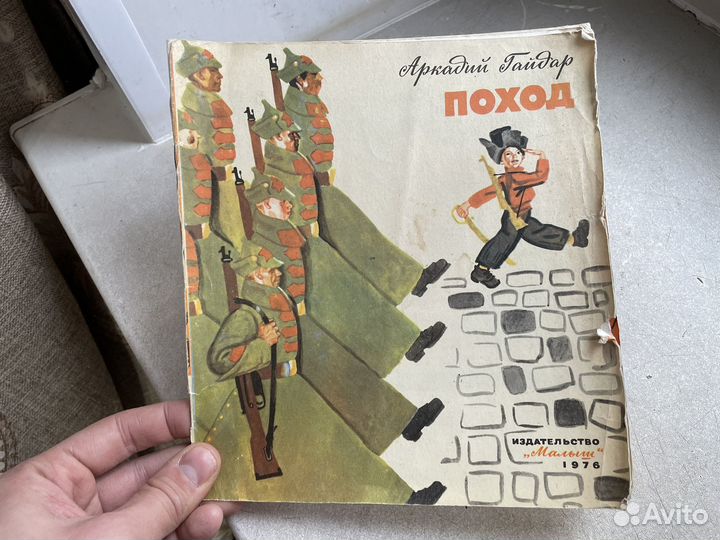 Аркадий Гайдар
ПОХОД
ИЗДАТЕЛЬСТВО
„Малыш"
1976
Avito